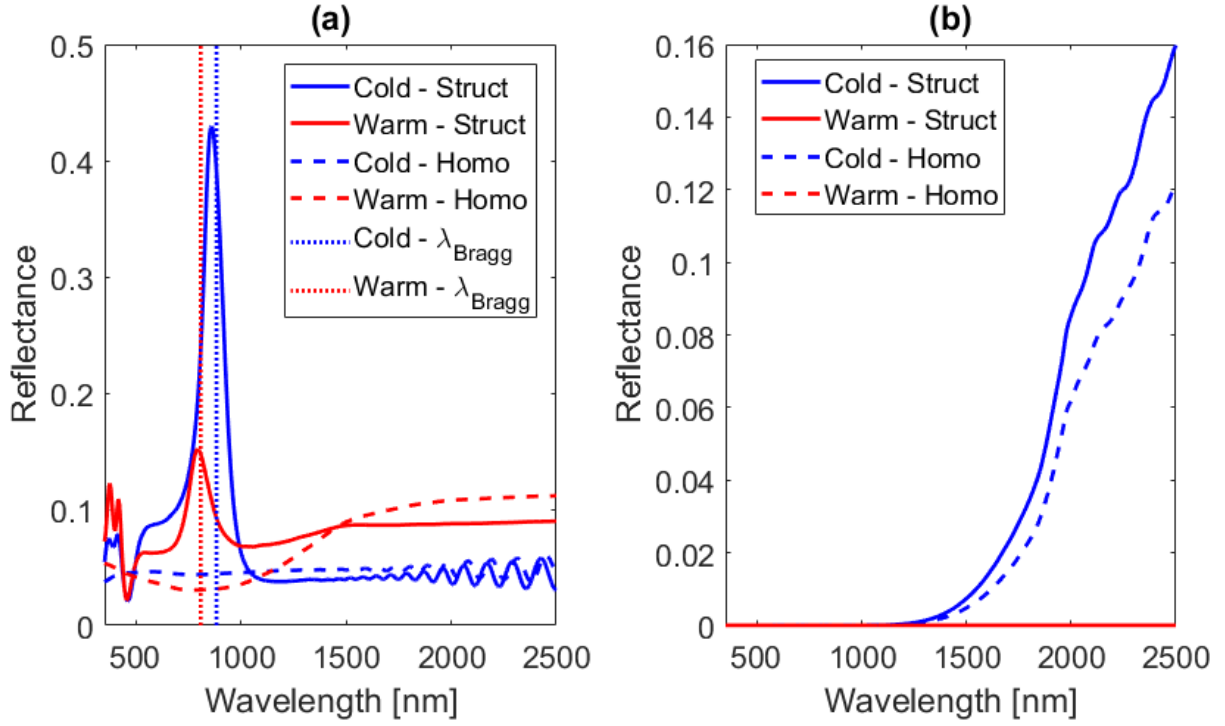 (a)
0.5
0.4
0.3
0.2
0.1
0
500
1000
1500
2000
2500
Reflectance
Wavelength [nm]
Cold - Struct
Warm - Struct
Cold - Homo
Warm - Homo
Cold - λBragg
Warm - λBragg
(b)
0.16
0.14
0.12
0.1
0.08
0.06
0.04
0.02
0
500
1000
1500
2000
2500
Reflectance
Wavelength [nm]
Cold - Struct
Warm - Struct
Cold - Homo
Warm - Homo